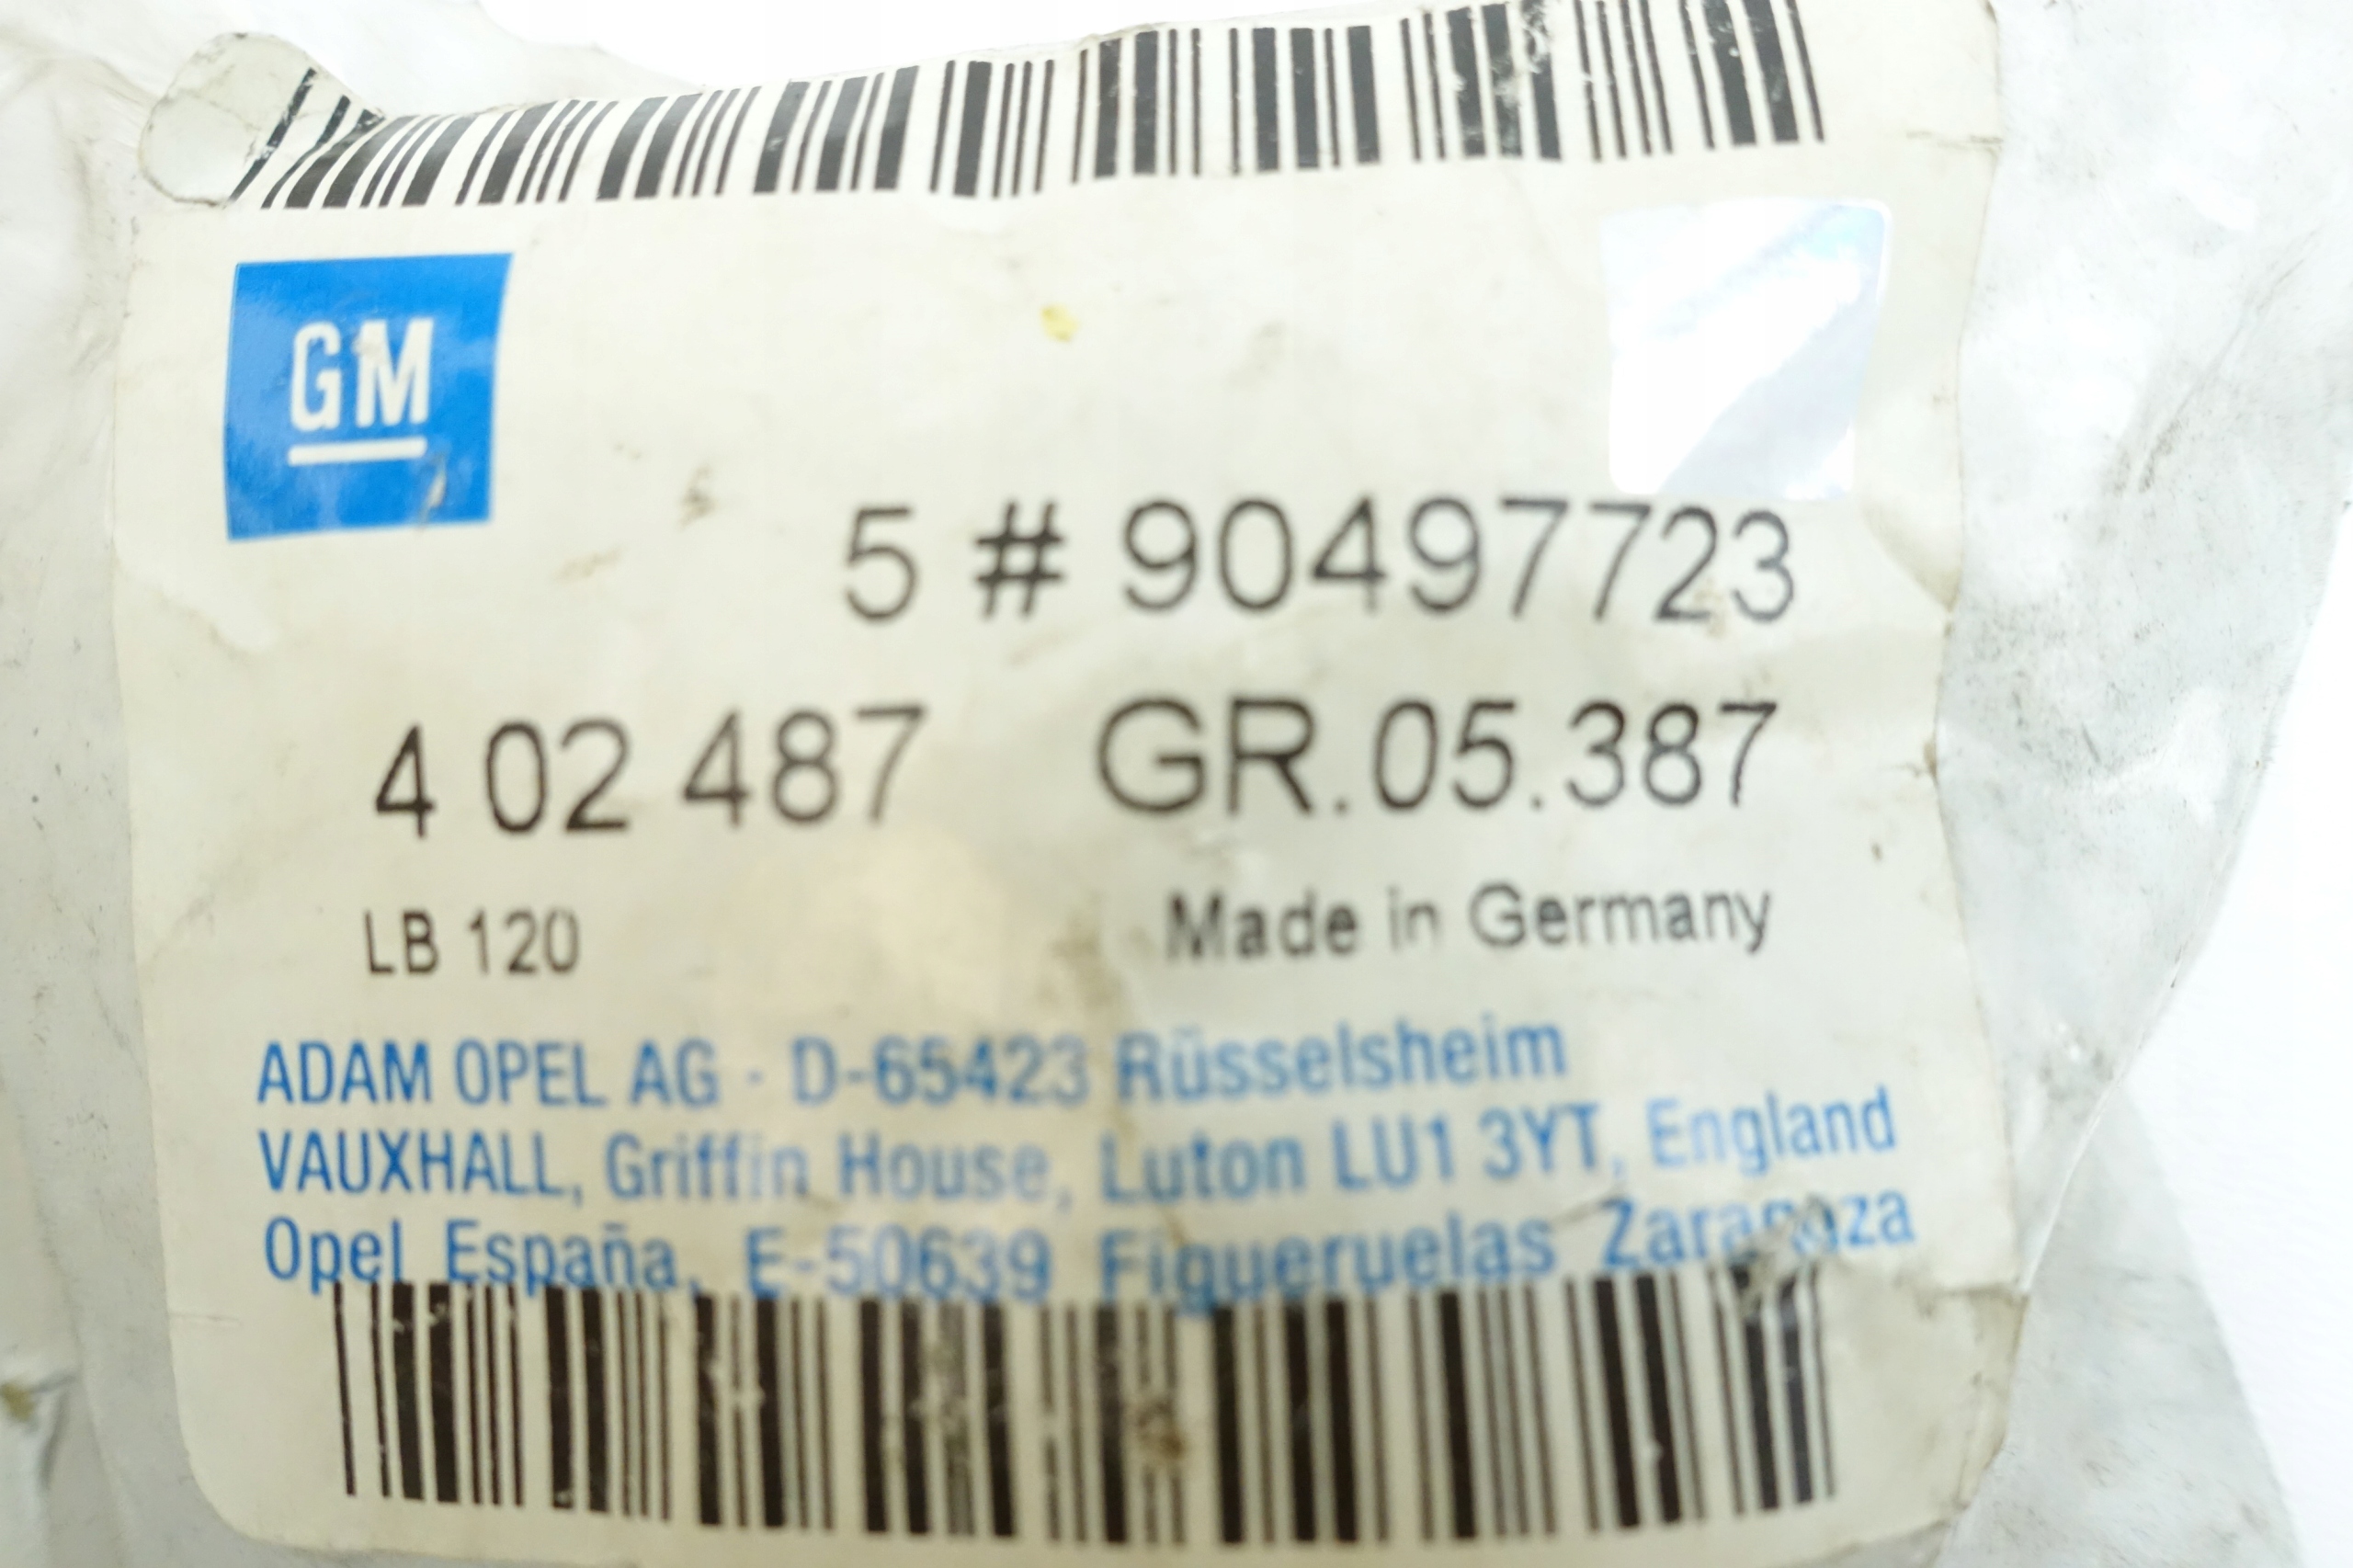 GM
5 # 90497723
4 02 487 GR.05.387
LB 120 Made in Germany
ADAM OPEL AG - D-65423 Rüsselsheim
VAUXHALL, Griffin House, Luton LU1 3YT, England
Opel España, E-50639 Figueruelas Zaragoza